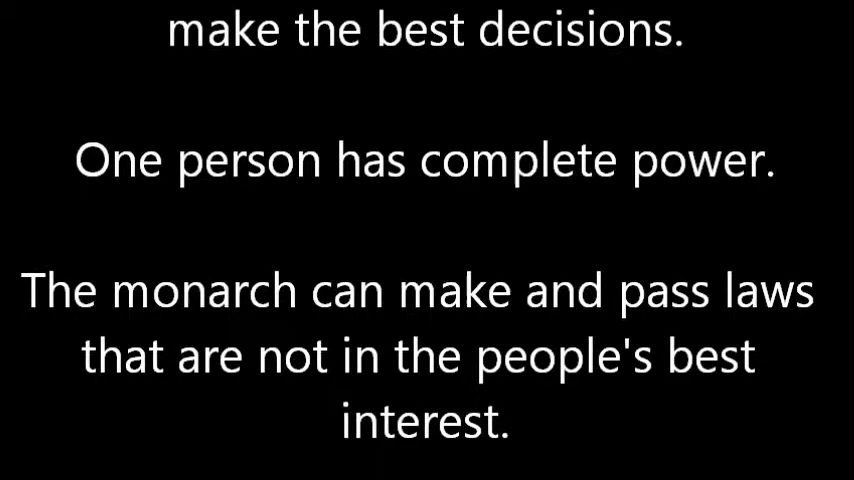 make the best decisions.
One person has complete power.
The monarch can make and pass laws
that are not in the people's best
interest.